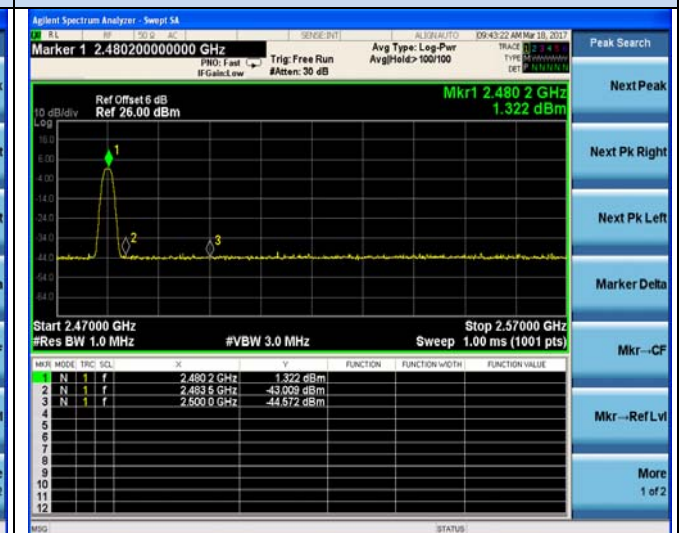 Agilent Spectrum Analyzer - Swept SA
RL RF 50 Ω AC SENSE:INT ALIGNAUTO 09:43:22 AM Mar 18, 2017
Marker 1 2.480200000000 GHz
PNO: Fast Trig: Free Run
IFGain:Low #Atten: 30 dB
Avg Type: Log-Pwr
Avg|Hold:> 100/100
TRACE 1 2 3 4 5 6
TYPE M
DET P N N N N N
Peak Search
Mkr1 2.480 2 GHz
1.322 dBm
Ref Offset 6 dB
10 dB/div Ref 26.00 dBm
Log
16.0
6.00
-4.00
-14.0
-24.0
-34.0
-44.0
-54.0
-64.0
1
2
3
Start 2.47000 GHz Stop 2.57000 GHz
#Res BW 1.0 MHz #VBW 3.0 MHz Sweep 1.00 ms (1001 pts)
MKR MODE TRC SCL X Y FUNCTION FUNCTION WIDTH FUNCTION VALUE
1 N 1 f 2.480 2 GHz 1.322 dBm
2 N 1 f 2.483 5 GHz -43.009 dBm
3 N 1 f 2.500 0 GHz -44.572 dBm
4
5
6
7
8
9
10
11
12
MSG STATUS
Next Peak
Next Pk Right
Next Pk Left
Marker Delta
Mkr→CF
Mkr→Ref Lvl
More
1 of 2